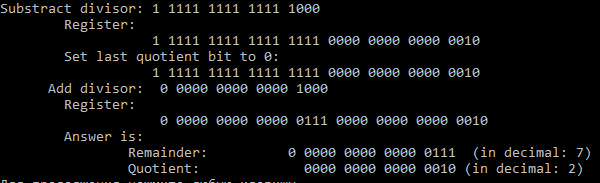 Substract divisor: 1 1111 1111 1111 1000
Register:
1 1111 1111 1111 1111 0000 0000 0000 0010
Set last quotient bit to 0:
1 1111 1111 1111 1111 0000 0000 0000 0010
Add divisor: 0 0000 0000 0000 1000
Register:
0 0000 0000 0000 0111 0000 0000 0000 0010
Answer is:
Remainder: 0 0000 0000 0000 0111 (in decimal: 7)
Quotient: 0000 0000 0000 0010 (in decimal: 2)